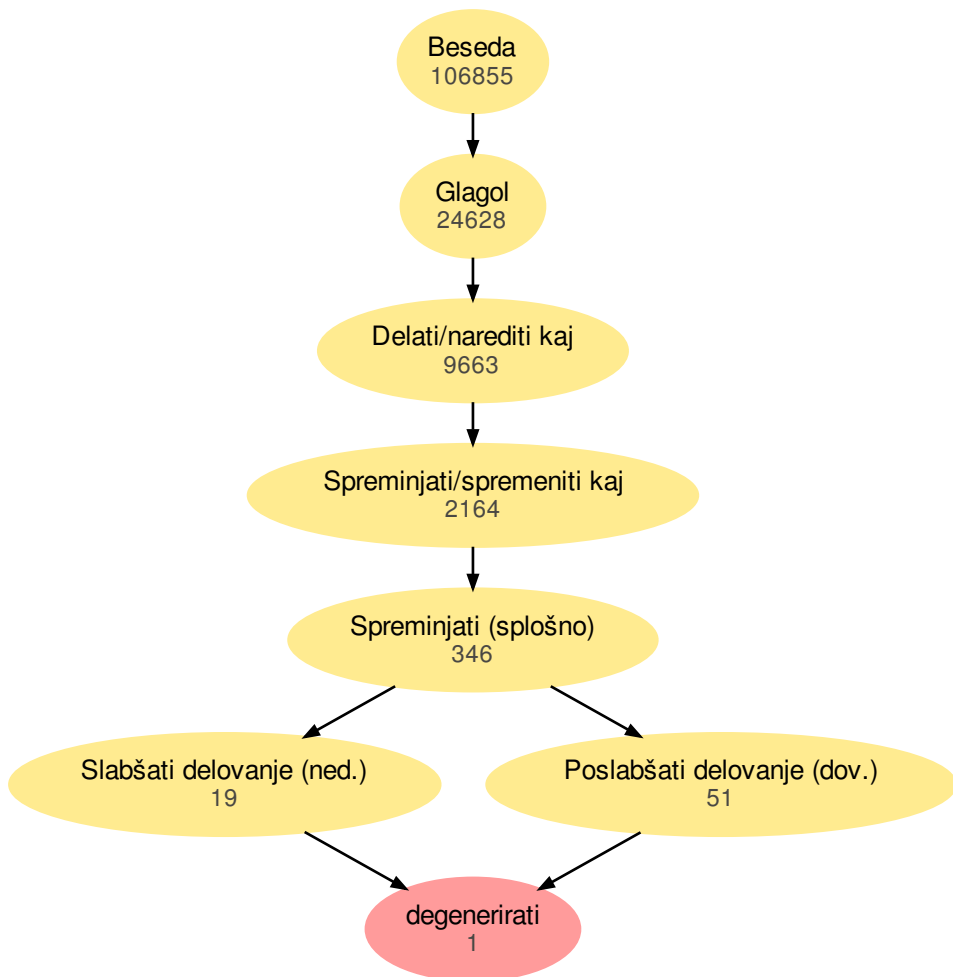 Beseda
106855
Glagol
24628
Delati/narediti kaj
9663
Spreminjati/spremeniti kaj
2164
Spreminjati (splošno)
346
Slabšati delovanje (ned.)
19
Poslabšati delovanje (dov.)
51
degenerirati
1